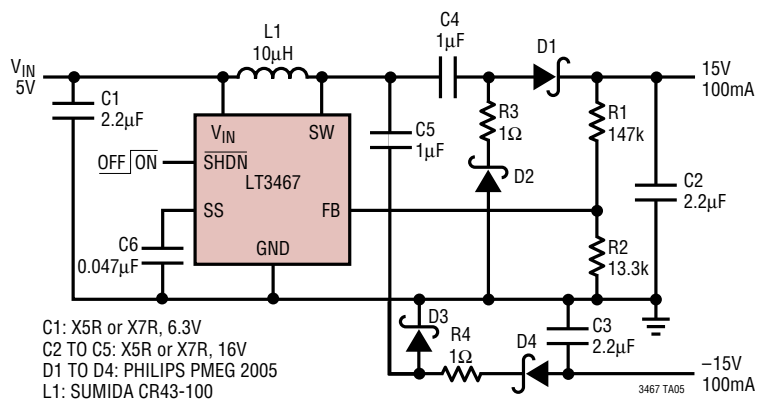 L1
10µH
C4
1µF
D1
VIN
5V
15V
100mA
C1
2.2µF
R3
1Ω
R1
147k
VIN
SW
C5
1µF
OFF ON
SHDN
LT3467
D2
C2
2.2µF
SS
FB
C6
0.047µF
GND
R2
13.3k
D3
R4
1Ω
D4
C3
2.2µF
–15V
100mA
C1: X5R or X7R, 6.3V
C2 TO C5: X5R or X7R, 16V
D1 TO D4: PHILIPS PMEG 2005
L1: SUMIDA CR43-100
3467 TA05